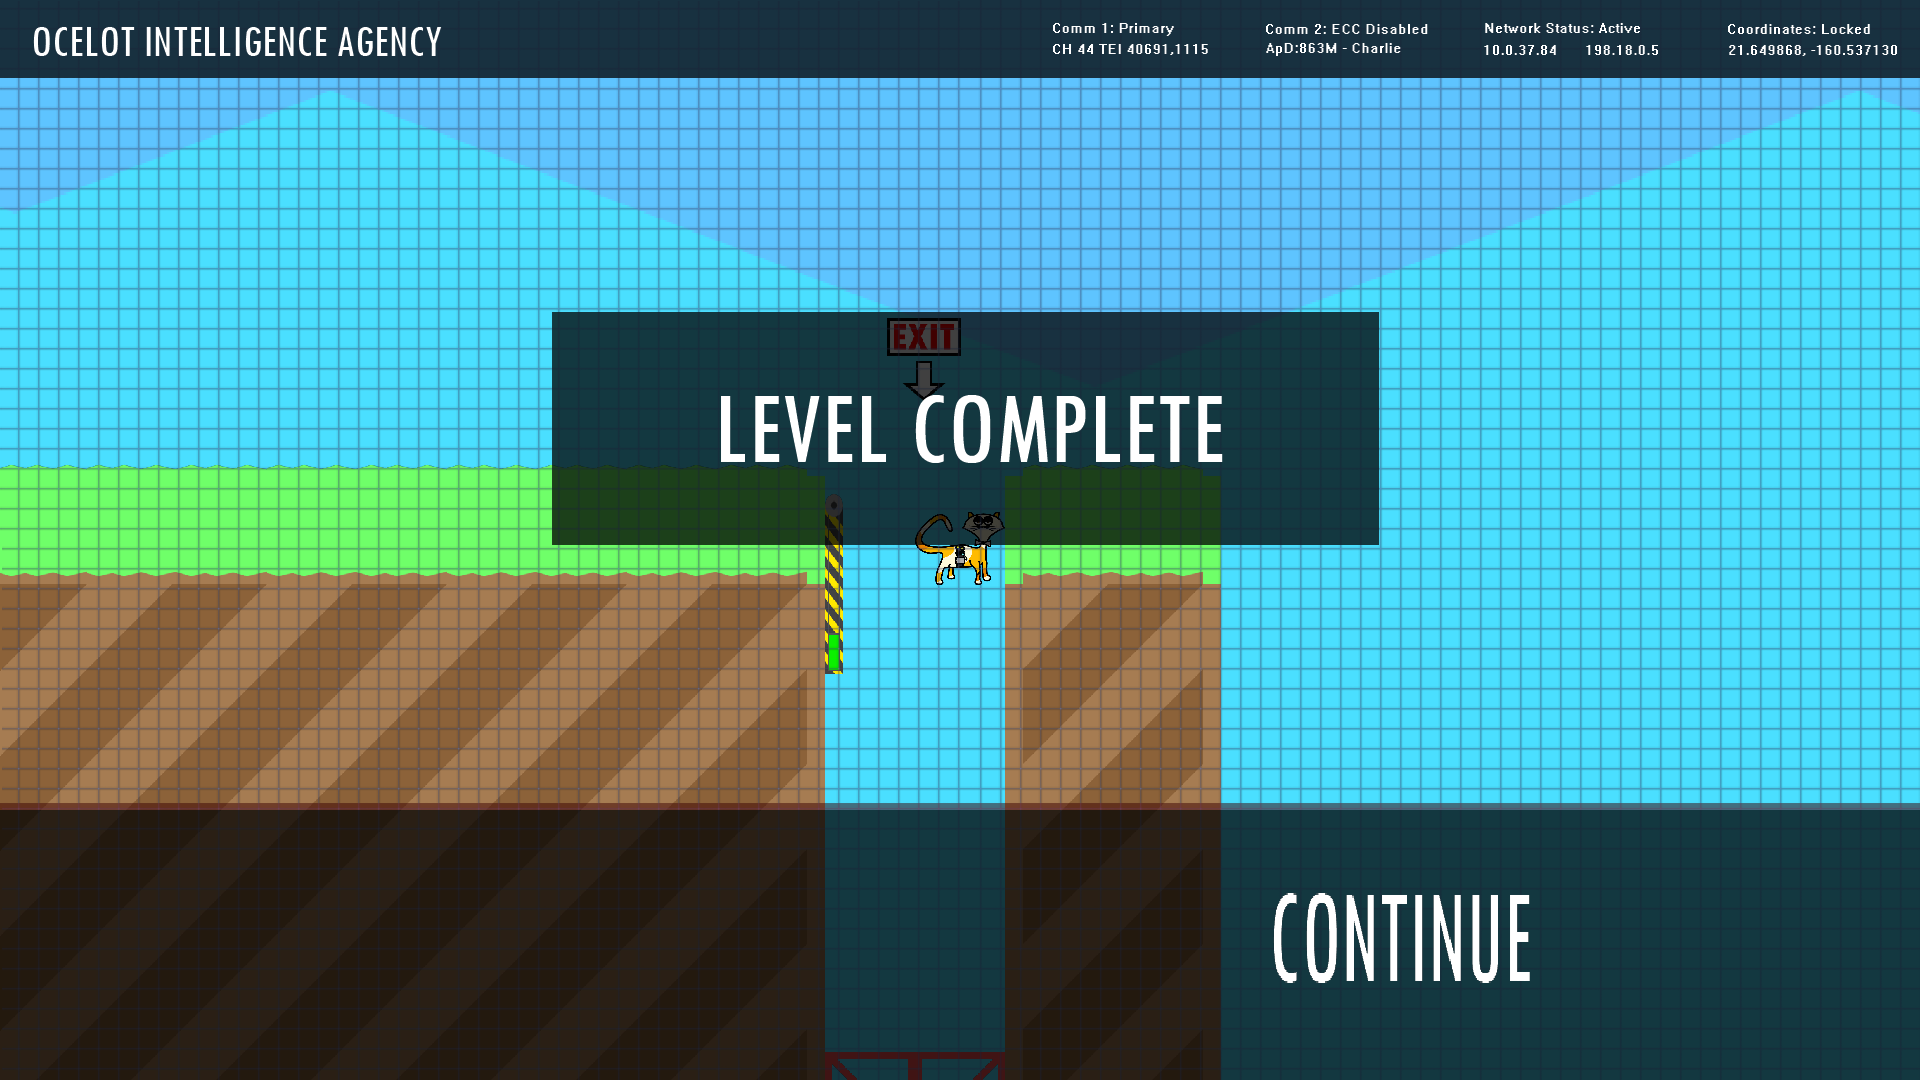 OCELOT INTELLIGENCE AGENCY
Comm 1: Primary
CH 44 TEI 40691,1115
Comm 2: ECC Disabled
ApD:863M - Charlie
Network Status: Active
10.0.37.84 198.18.0.5
Coordinates: Locked
21.649868, -160.537130
EXIT
LEVEL COMPLETE
CONTINUE